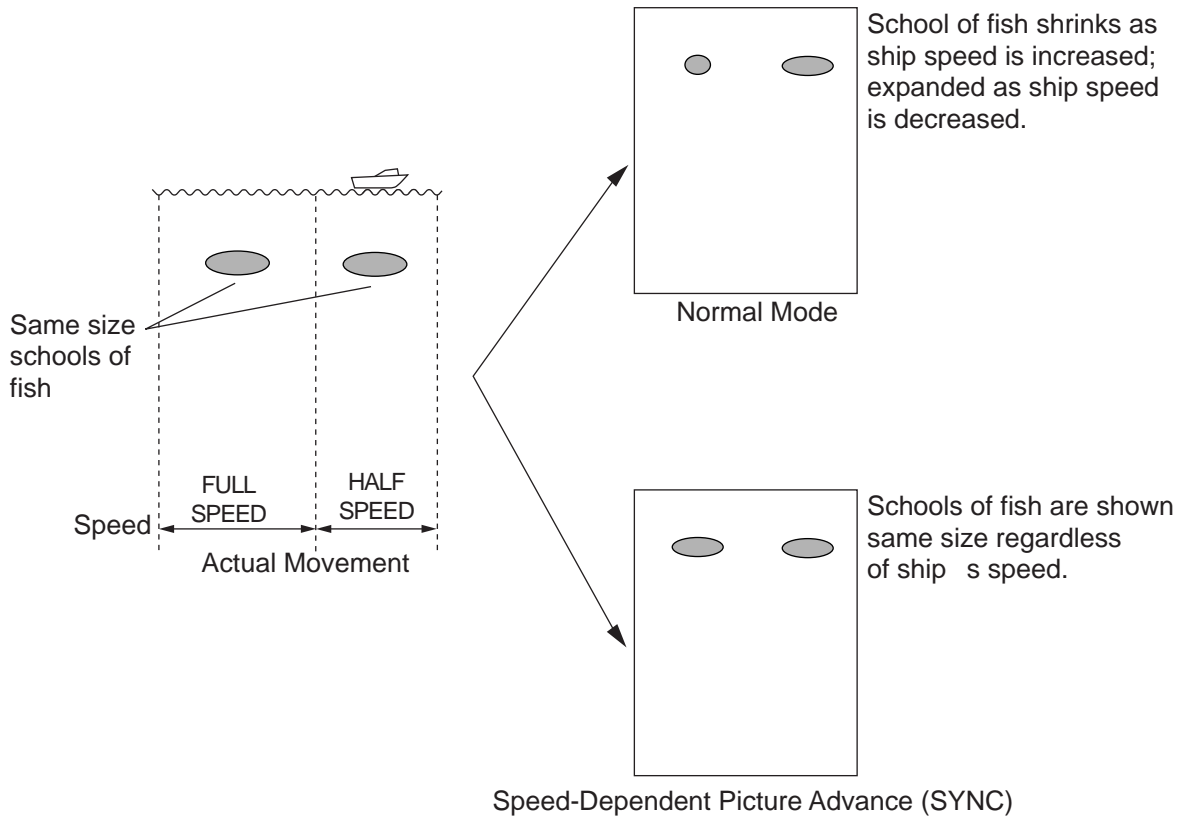 School of fish shrinks as
ship speed is increased;
expanded as ship speed
is decreased.
Normal Mode
Same size
schools of
fish
FULL
SPEED
HALF
SPEED
Speed
Actual Movement
Schools of fish are shown
same size regardless
of ship s speed.
Speed-Dependent Picture Advance (SYNC)